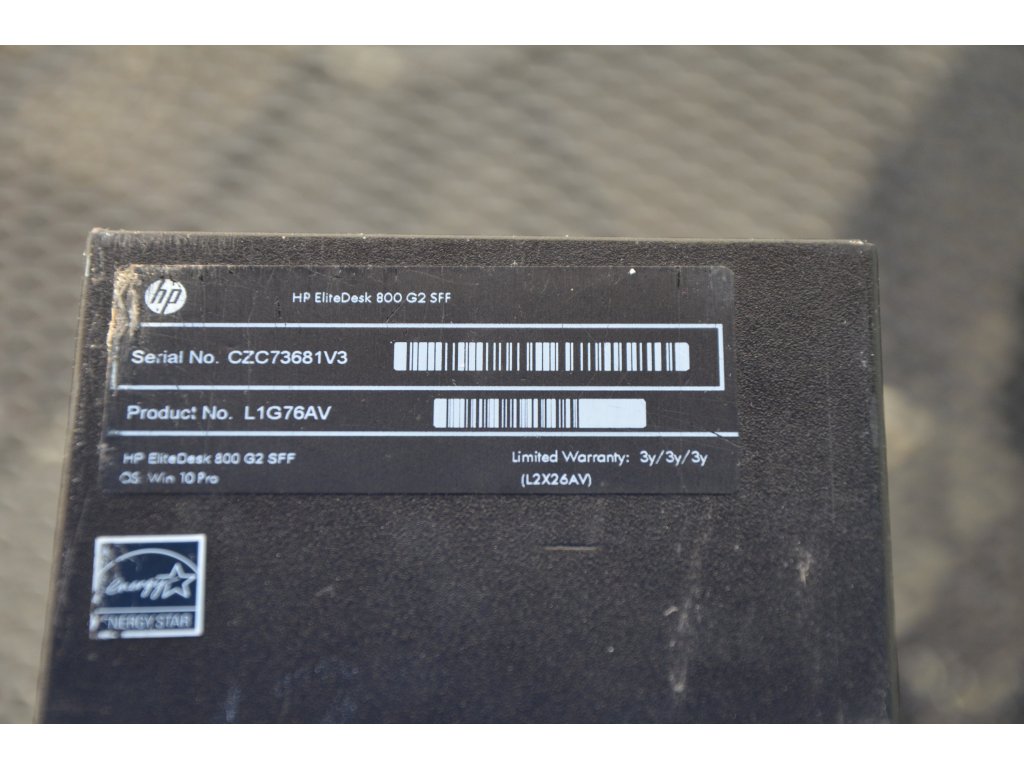 hp
HP EliteDesk 800 G2 SFF
Serial No. CZC73681V3
Product No. L1G76AV
HP EliteDesk 800 G2 SFF
OS: Win 10 Pro
Limited Warranty: 3y/3y/3y
(L2X26AV)
energy
ENERGY STAR